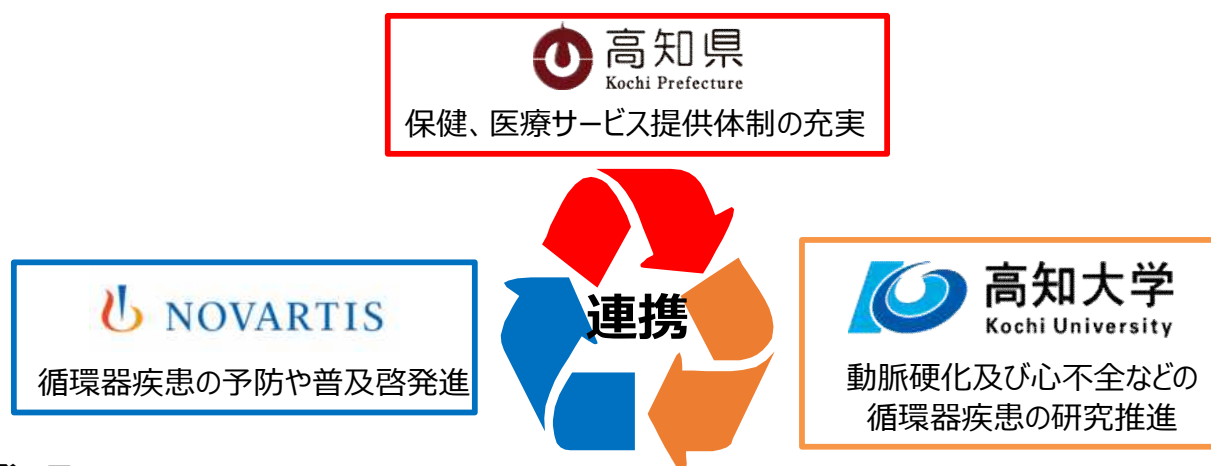 高知県
Kochi Prefecture
保健、医療サービス提供体制の充実
連携
NOVARTIS
循環器疾患の予防や普及啓発進
高知大学
Kochi University
動脈硬化及び心不全などの
循環器疾患の研究推進